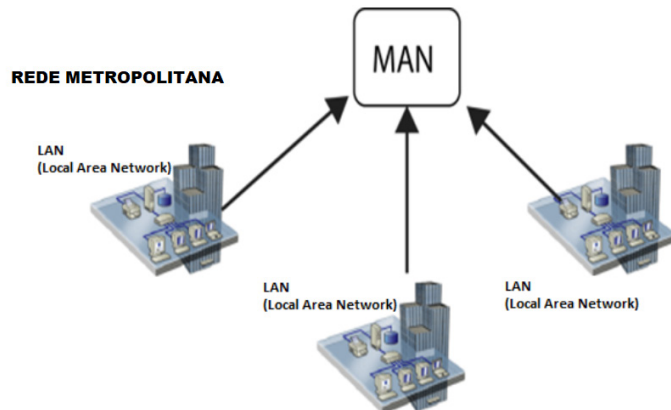 MAN
REDE METROPOLITANA
LAN
(Local Area Network)
LAN
(Local Area Network)
LAN
(Local Area Network)